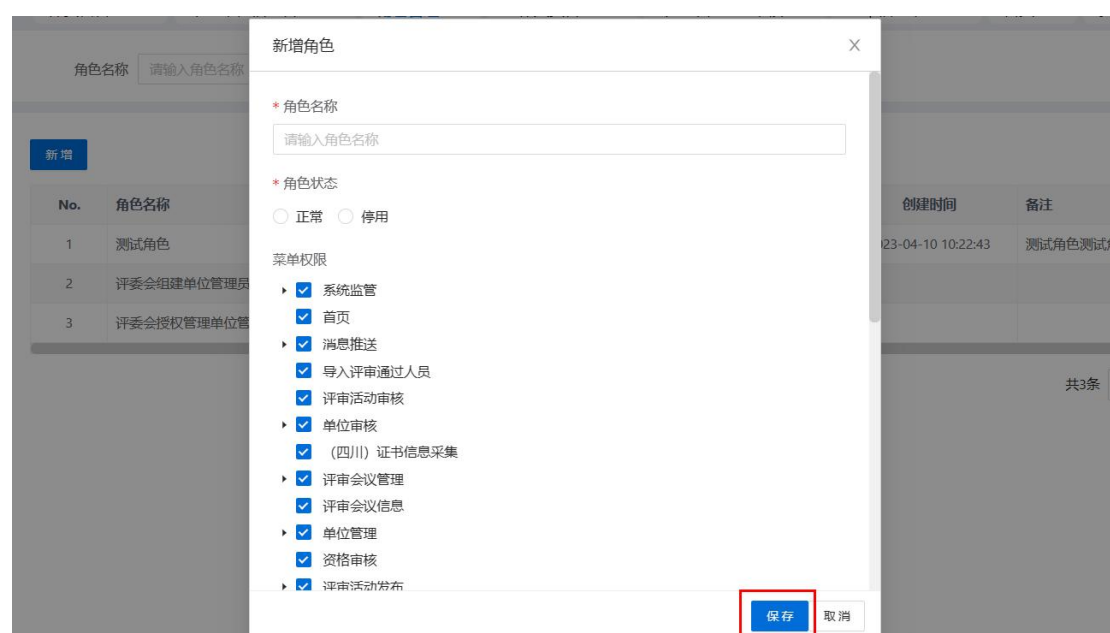 新增角色
角色名称 请输入角色名称
* 角色名称
请输入角色名称
新增
* 角色状态
正常 停用
No. 角色名称 创建时间 备注
1 测试角色 23-04-10 10:22:43 测试角色测试
菜单权限
系统监管
2 评委会组建单位管理员
首页
3 评委会授权管理单位管
消息推送
导入评审通过人员
共3条
评审活动审核
单位审核
（四川）证书信息采集
评审会议管理
评审会议信息
单位管理
资格审核
评审活动发布
保存 取消